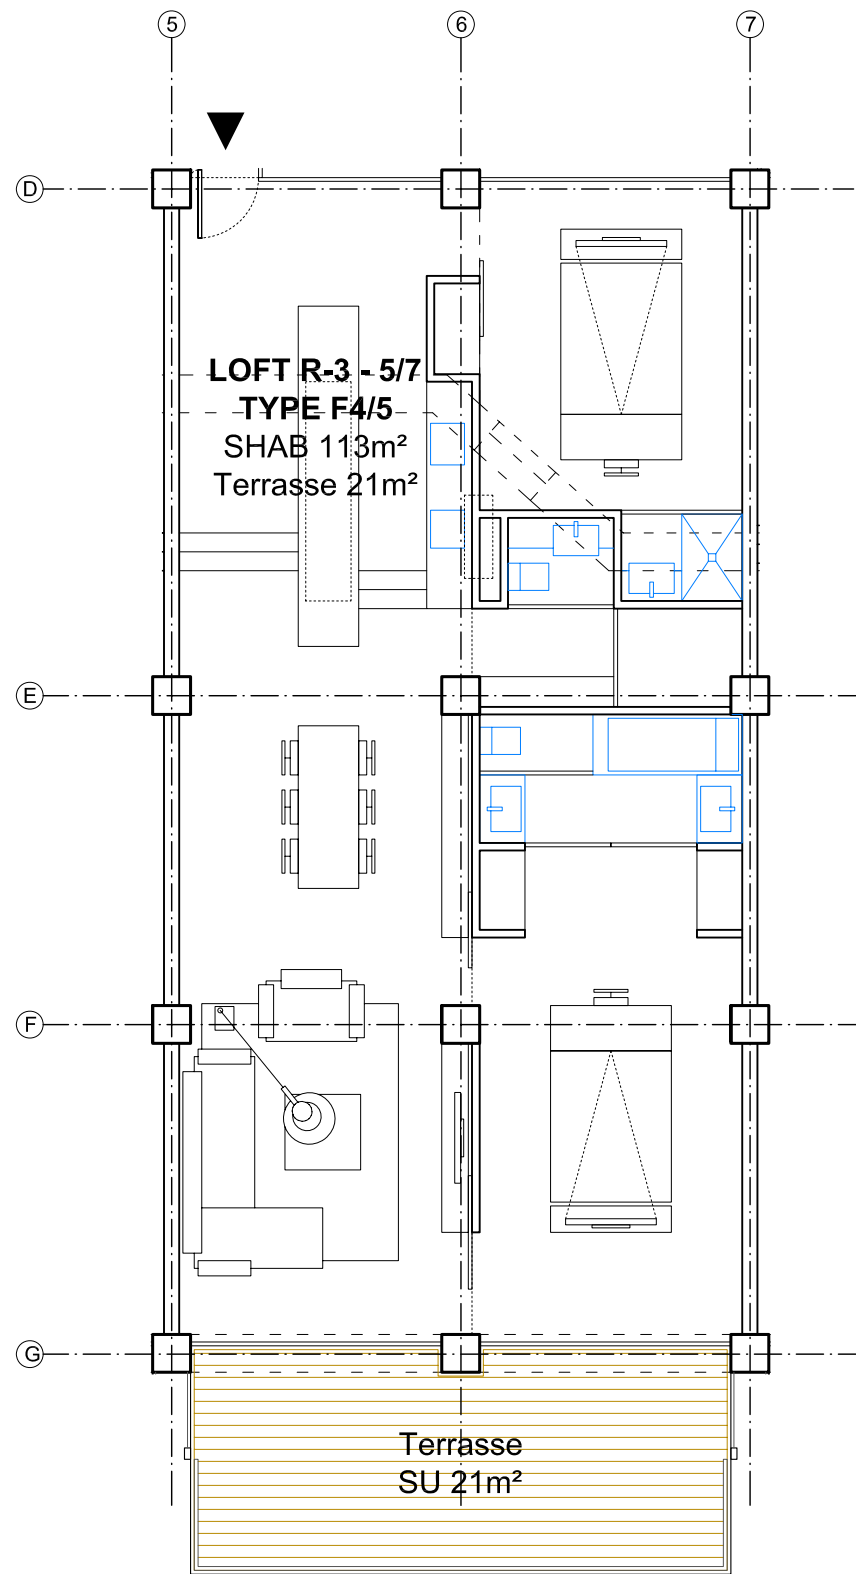 5 6 7
D
LOFT R-3 - 5/7
TYPE F4/5
SHAB 113m²
Terrasse 21m²
E
F
G
Terrasse
SU 21m²